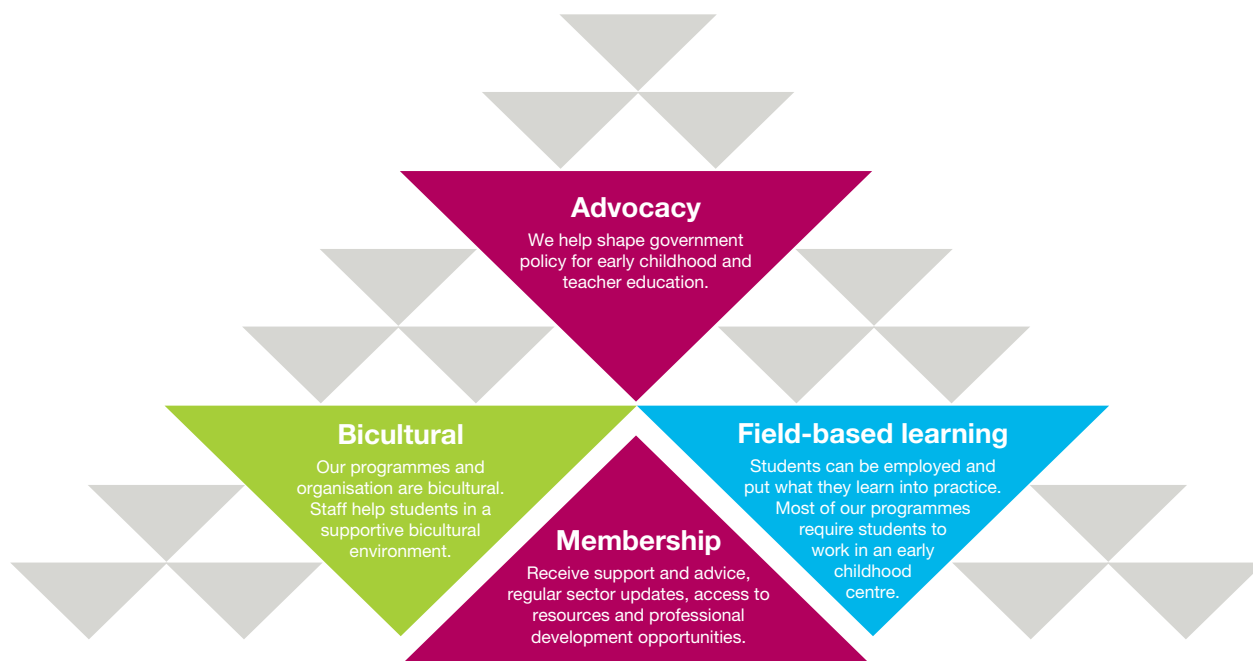 Advocacy
We help shape government
policy for early childhood and
teacher education.
Bicultural
Our programmes and
organisation are bicultural.
Staff help students in a
supportive bicultural
environment.
Field-based learning
Students can be employed and
put what they learn into practice.
Most of our programmes
require students to
work in an early
childhood
centre.
Membership
Receive support and advice,
regular sector updates, access to
resources and professional
development opportunities.